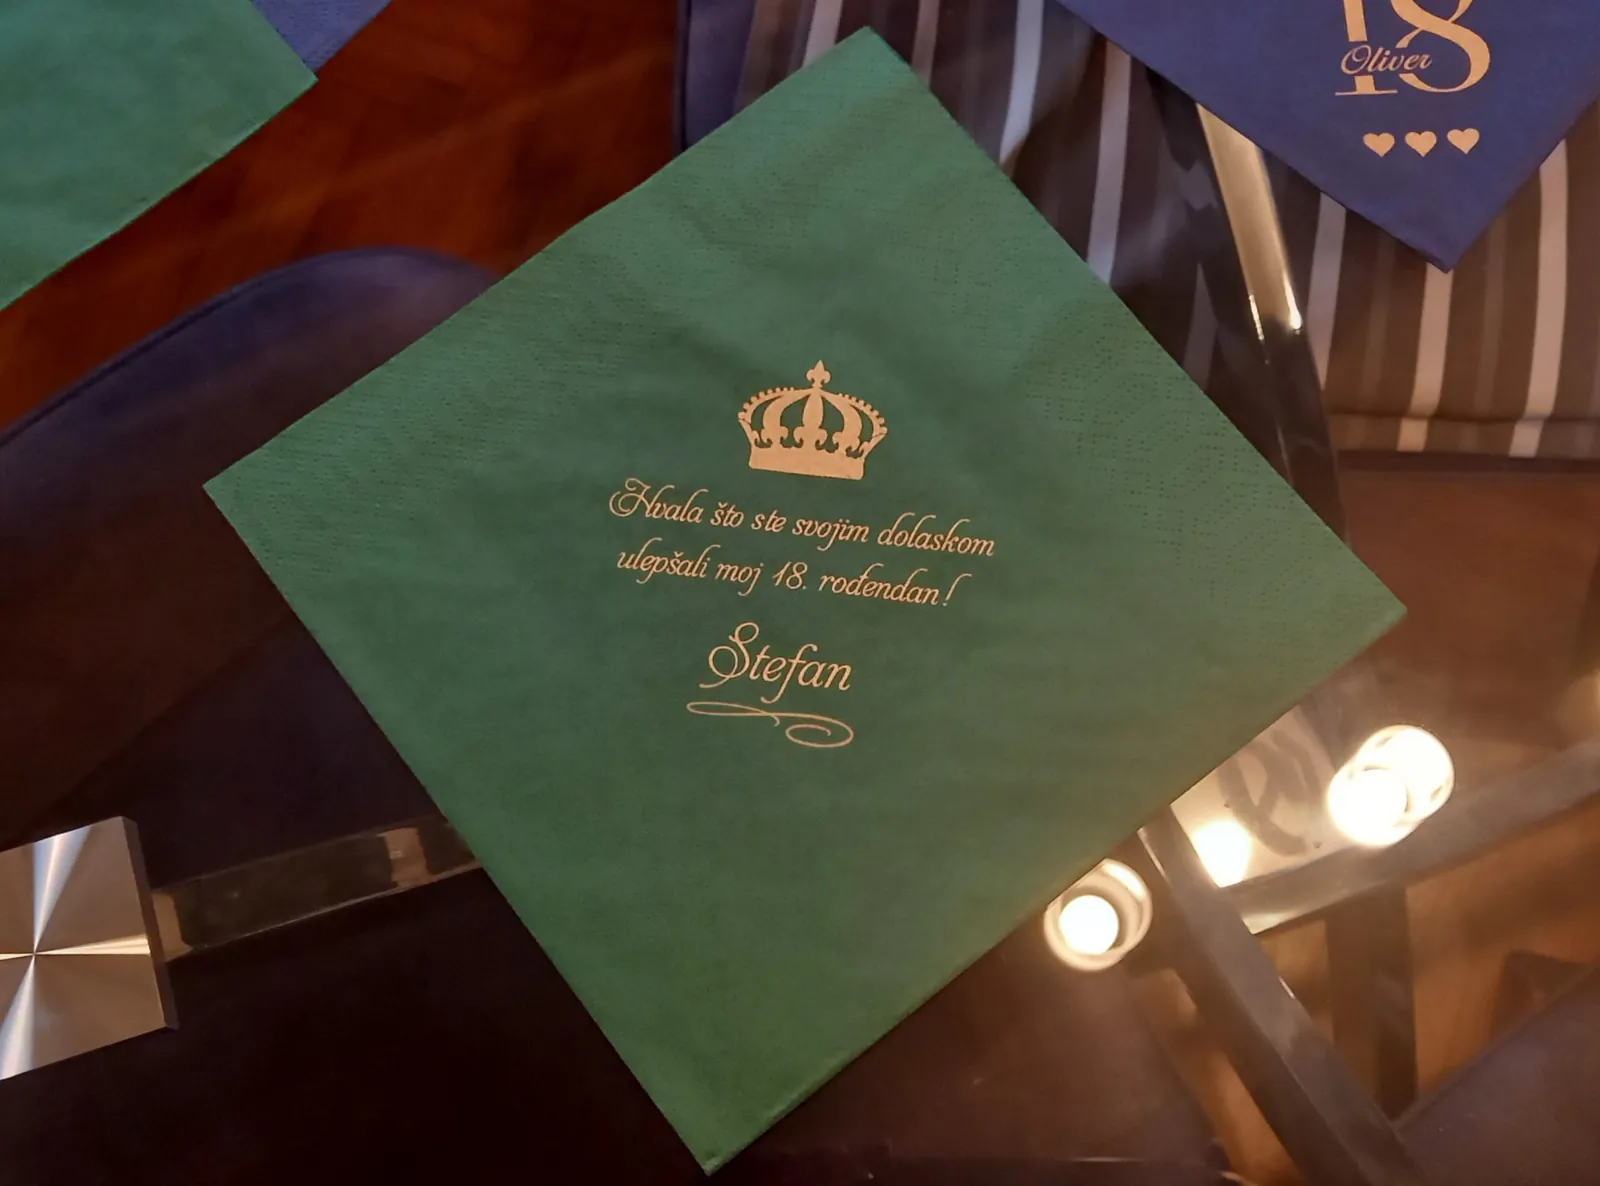 18
Oliver
Hvala što ste svojim dolaskom
ulepšali moj 18. rođendan!
Stefan